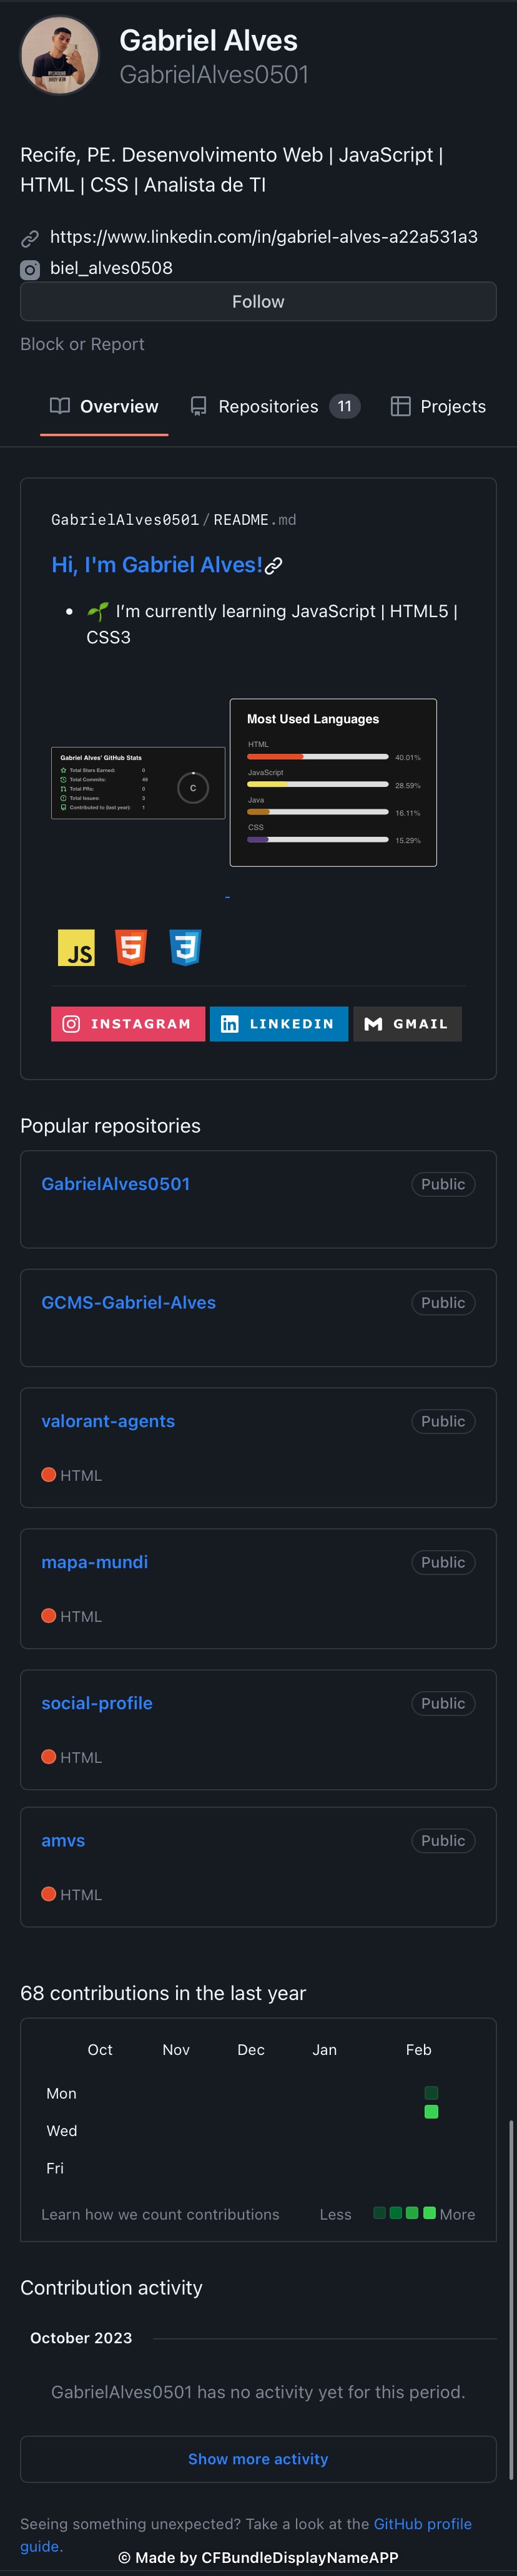 Gabriel Alves
GabrielAlves0501
Recife, PE. Desenvolvimento Web | JavaScript |
HTML | CSS | Analista de TI
https://www.linkedin.com/in/gabriel-alves-a22a531a3
biel_alves0508
Follow
Block or Report
Overview Repositories 11 Projects
GabrielAlves0501/README.md
Hi, I'm Gabriel Alves!
I'm currently learning JavaScript | HTML5 |
CSS3
Gabriel Alves' GitHub Stats
Total Stars Earned: 0
Total Commits: 49
Total PRs: 0
Total Issues: 3
Contributed to (last year): 1
C
Most Used Languages
HTML
40.01%
JavaScript
28.59%
Java
16.11%
CSS
15.29%
JS 5 3
INSTAGRAM LINKEDIN GMAIL
Popular repositories
GabrielAlves0501 Public
GCMS-Gabriel-Alves Public
valorant-agents Public
HTML
mapa-mundi Public
HTML
social-profile Public
HTML
amvs Public
HTML
68 contributions in the last year
Oct Nov Dec Jan Feb
Mon
Wed
Fri
Learn how we count contributions Less More
Contribution activity
October 2023
GabrielAlves0501 has no activity yet for this period.
Show more activity
Seeing something unexpected? Take a look at the GitHub profile
guide.
© Made by CFBundleDisplayNameAPP